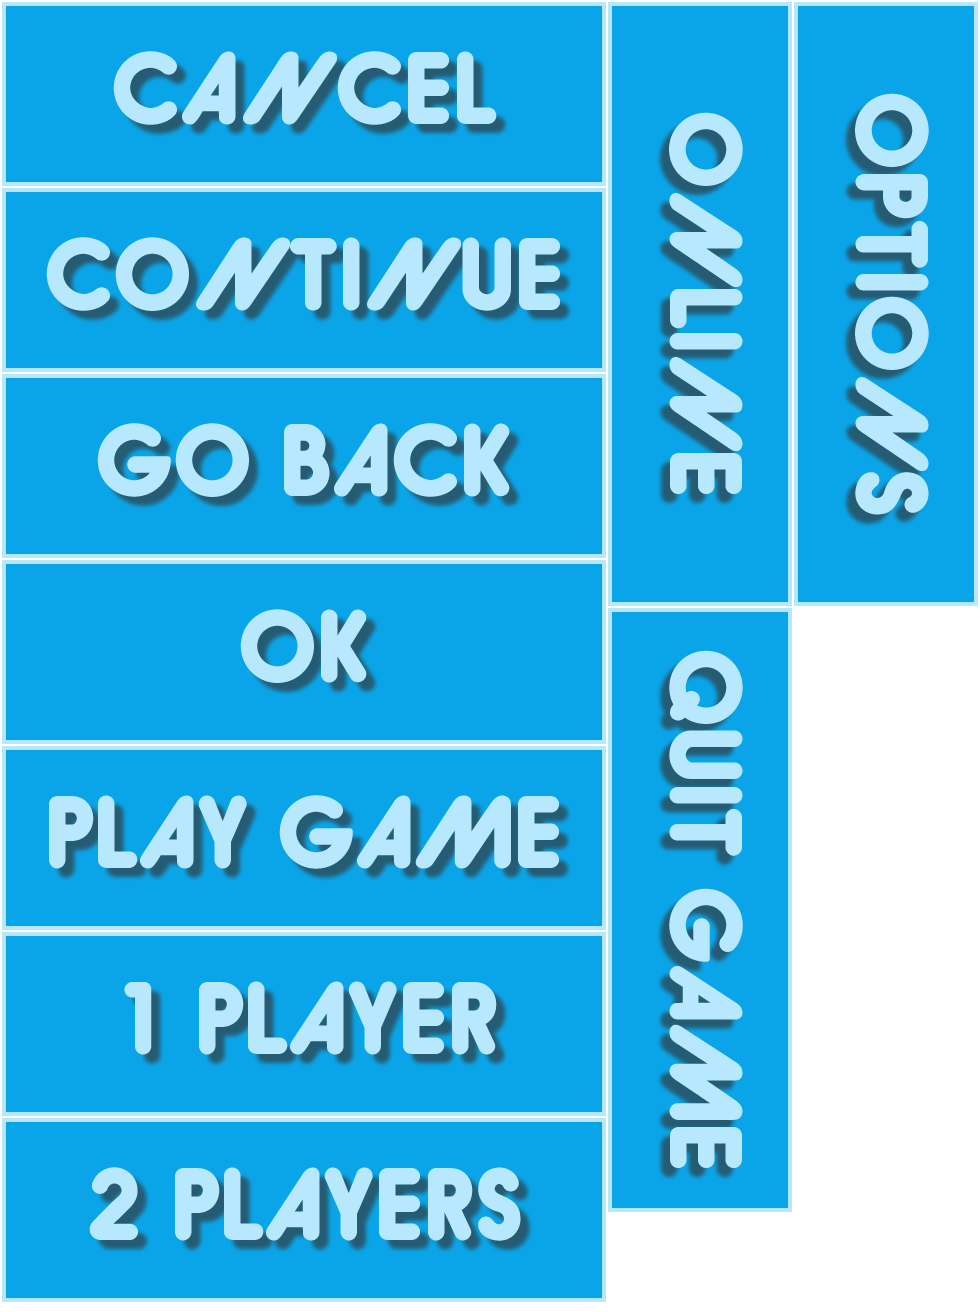 CANCEL
CONTINUE
GO BACK
OK
PLAY GAME
1 PLAYER
2 PLAYERS
ONLINE
QUIT GAME
OPTIONS